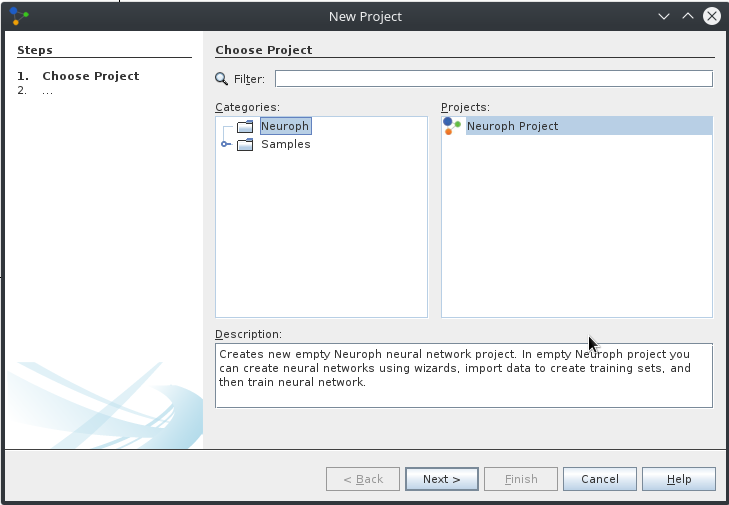 New Project
Steps
1. Choose Project
2. ...
Choose Project
Filter:
Categories:
Neuroph
Samples
Projects:
Neuroph Project
Description:
Creates new empty Neuroph neural network project. In empty Neuroph project you
can create neural networks using wizards, import data to create training sets, and
then train neural network.
< Back
Next >
Finish
Cancel
Help